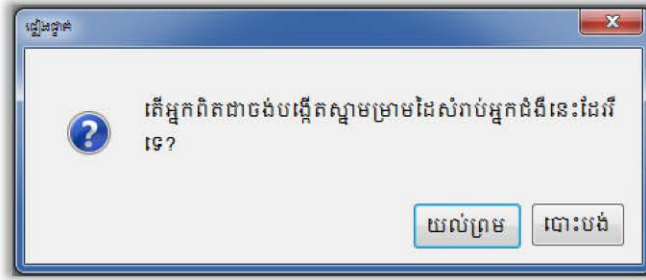 ផ្ទៀងផ្ទាត់
តើអ្នកពិតជាចង់បង្កើតស្នាមម្រាមដៃសំរាប់អ្នកជំងឺនេះដែររឺ
ទេ?
យល់ព្រម
បោះបង់